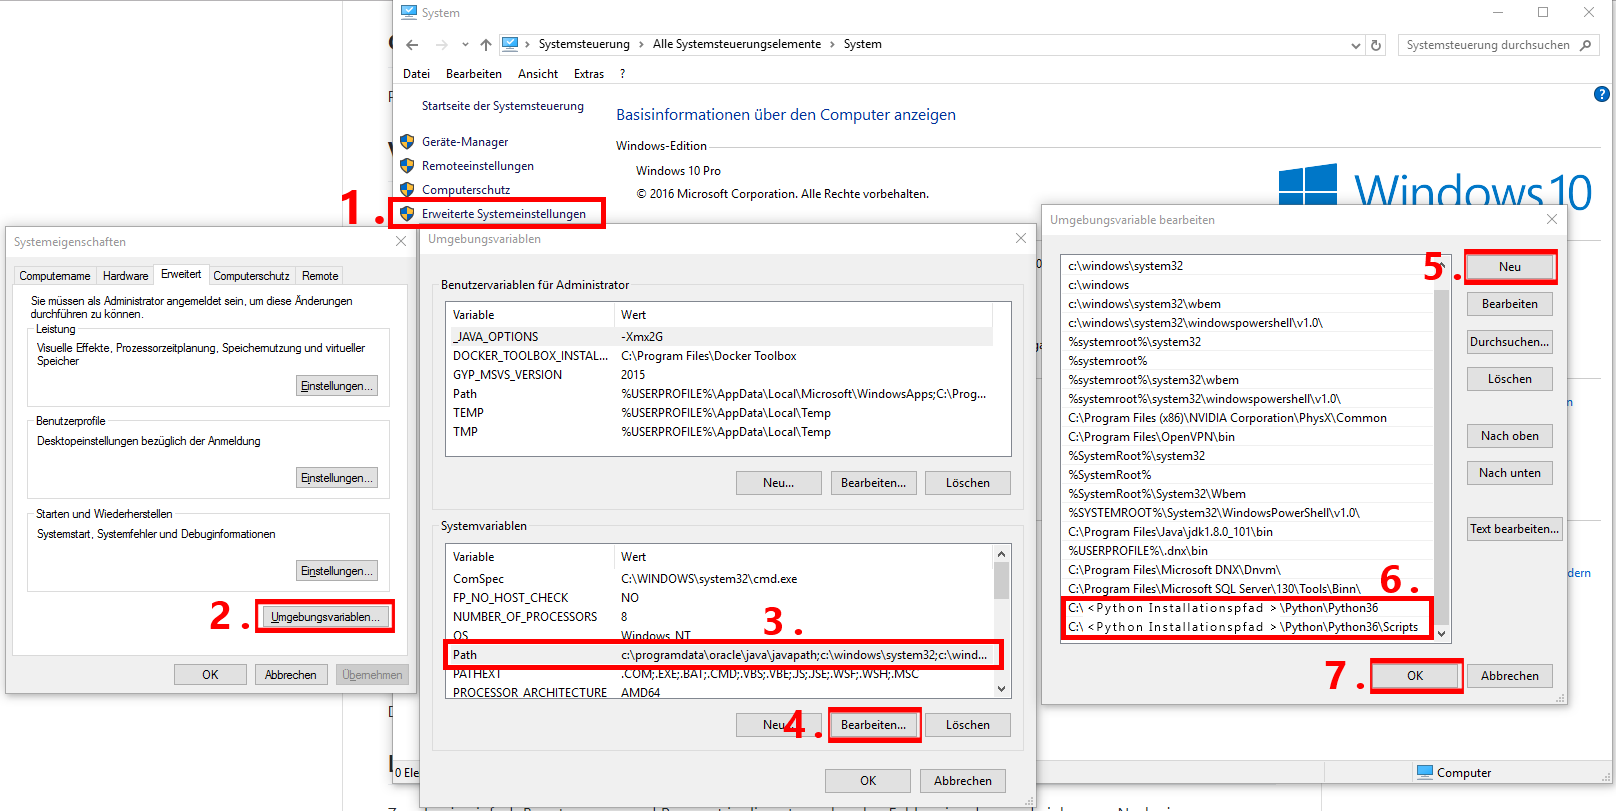 System
Systemsteuerung > Alle Systemsteuerungselemente > System
Systemsteuerung durchsuchen
Datei Bearbeiten Ansicht Extras ?
Startseite der Systemsteuerung
Geräte-Manager
Remoteeinstellungen
Computerschutz
1.
Erweiterte Systemeinstellungen
Basisinformationen über den Computer anzeigen
Windows-Edition
Windows 10 Pro
© 2016 Microsoft Corporation. Alle Rechte vorbehalten.
Windows 10
Systemeigenschaften
Computername Hardware Erweitert Computerschutz Remote
Sie müssen als Administrator angemeldet sein, um diese Änderungen
durchführen zu können.
Leistung
Visuelle Effekte, Prozessorzeitplanung, Speichernutzung und virtueller
Speicher
Einstellungen...
Benutzerprofile
Desktopeinstellungen bezüglich der Anmeldung
Einstellungen...
Starten und Wiederherstellen
Systemstart, Systemfehler und Debuginformationen
Einstellungen...
2.
Umgebungsvariablen...
OK Abbrechen Übernehmen
Umgebungsvariablen
Benutzervariablen für Administrator
Variable Wert
_JAVA_OPTIONS -Xmx2G
DOCKER_TOOLBOX_INSTAL... C:\Program Files\Docker Toolbox
GYP_MSVS_VERSION 2015
Path %USERPROFILE%\AppData\Local\Microsoft\WindowsApps;C:\Prog...
TEMP %USERPROFILE%\AppData\Local\Temp
TMP %USERPROFILE%\AppData\Local\Temp
Neu... Bearbeiten... Löschen
Systemvariablen
Variable Wert
ComSpec C:\WINDOWS\system32\cmd.exe
FP_NO_HOST_CHECK NO
NUMBER_OF_PROCESSORS 8
OS Windows_NT
3.
Path c:\programdata\oracle\java\javapath;c:\windows\system32;c:\wind...
PATHEXT .COM;.EXE;.BAT;.CMD;.VBS;.VBE;.JS;.JSE;.WSF;.WSH;.MSC
PROCESSOR_ARCHITECTURE AMD64
Neu... 4. Bearbeiten... Löschen
OK Abbrechen
Umgebungsvariable bearbeiten
c:\windows\system32
c:\windows
c:\windows\system32\wbem
c:\windows\system32\windowspowershell\v1.0\
%systemroot%\system32
%systemroot%
%systemroot%\system32\wbem
%systemroot%\system32\windowspowershell\v1.0\
C:\Program Files (x86)\NVIDIA Corporation\PhysX\Common
C:\Program Files\OpenVPN\bin
%SystemRoot%\system32
%SystemRoot%
%SystemRoot%\System32\Wbem
%SYSTEMROOT%\System32\WindowsPowerShell\v1.0\
C:\Program Files\Java\jdk1.8.0_101\bin
%USERPROFILE%\.dnx\bin
C:\Program Files\Microsoft DNX\Dnvm\
C:\Program Files\Microsoft SQL Server\130\Tools\Binn\
6.
C:\ <Python Installationspfad > \Python\Python36
C:\ <Python Installationspfad > \Python\Python36\Scripts
5.
Neu
Bearbeiten
Durchsuchen...
Löschen
Nach oben
Nach unten
Text bearbeiten...
7.
OK Abbrechen
dern
0 Ele
Computer